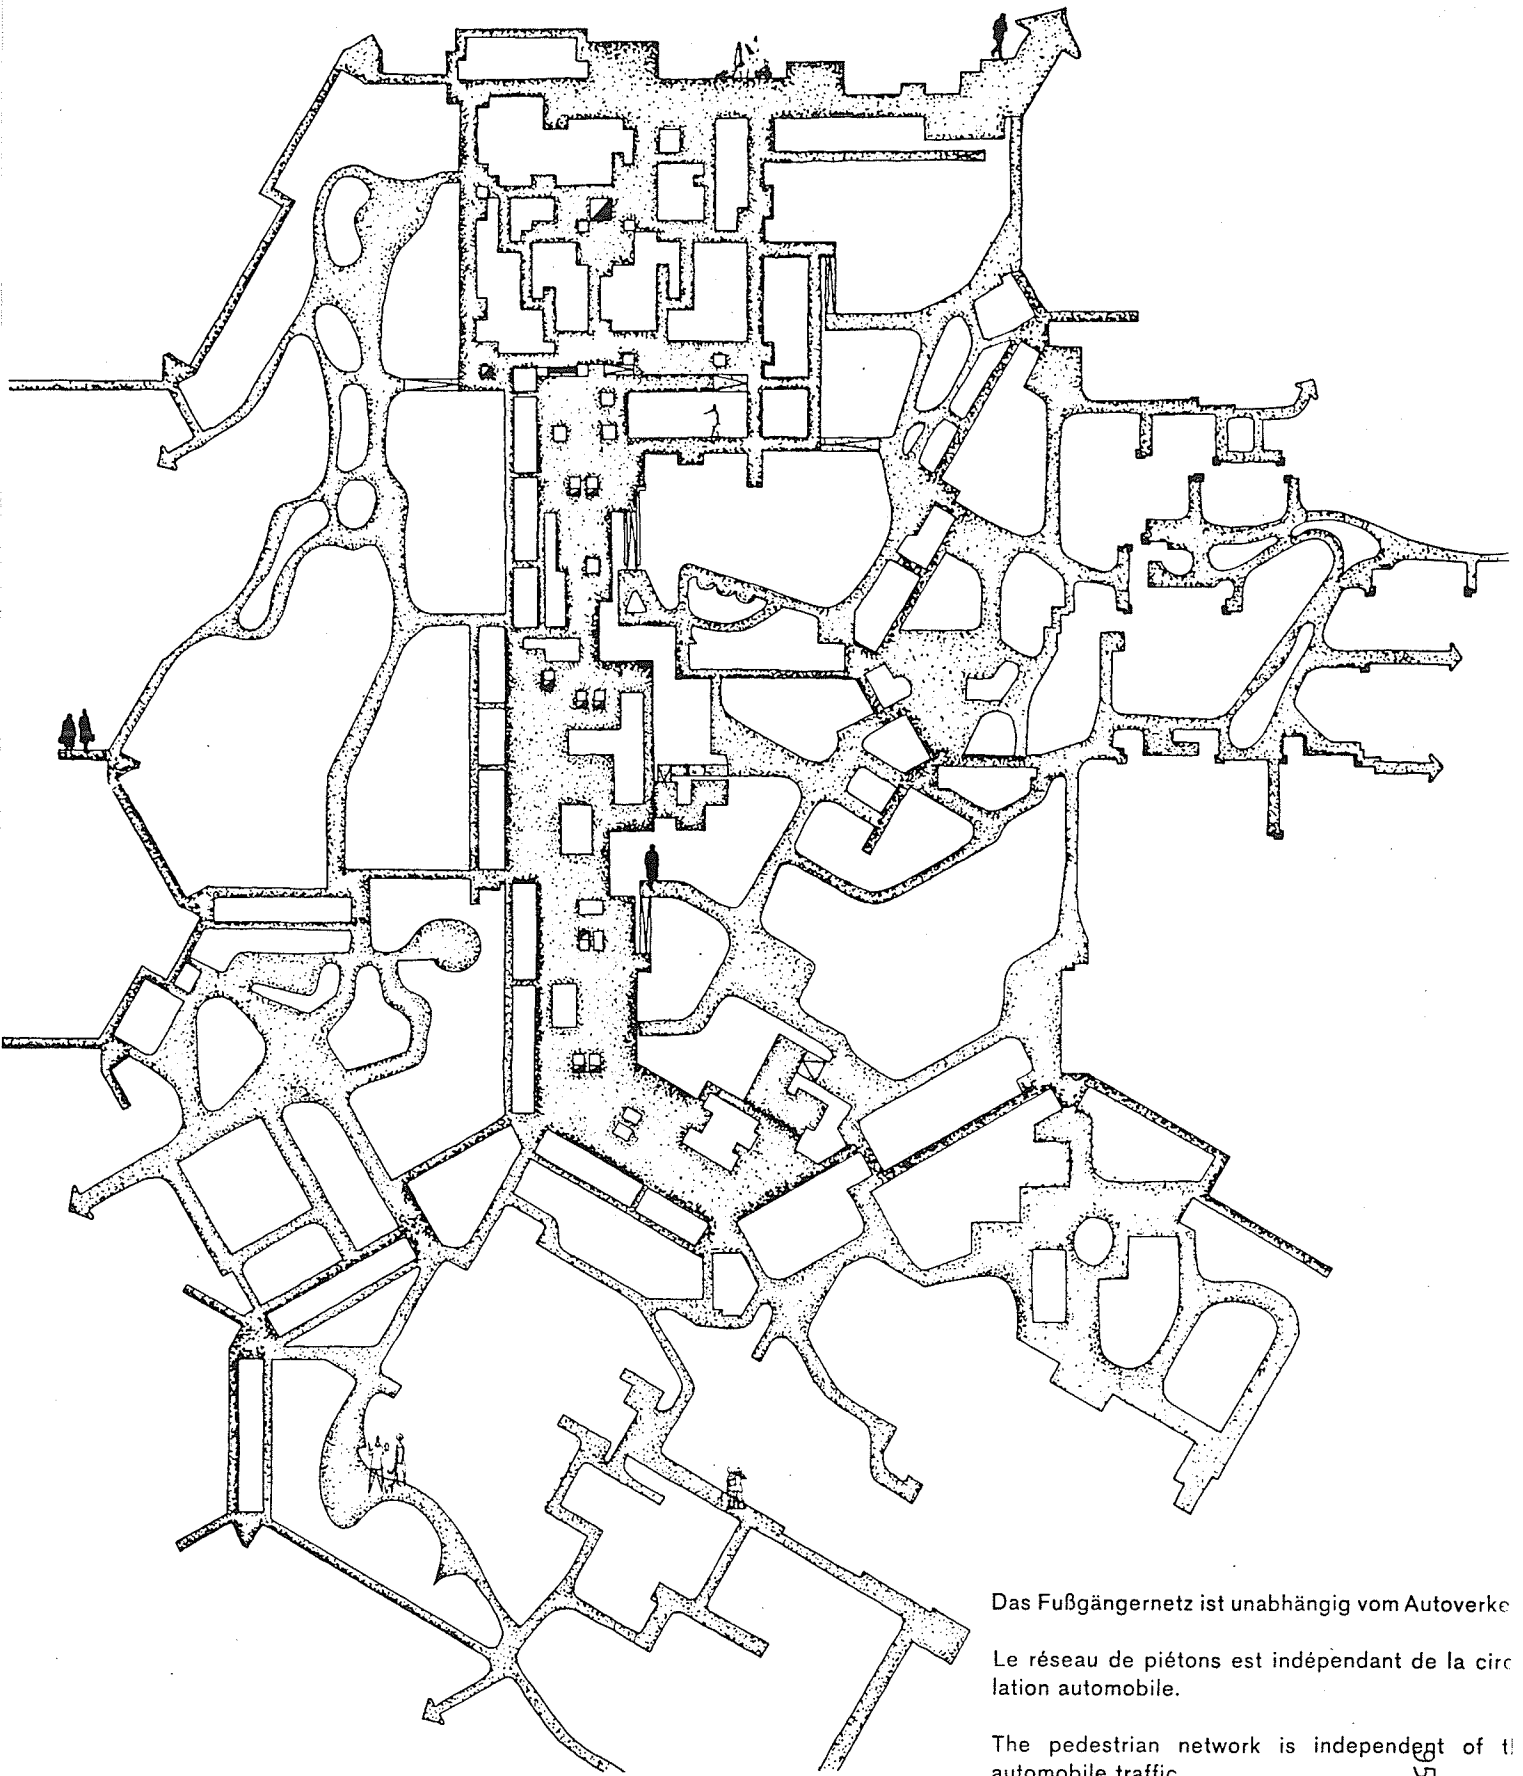 Das Fußgängernetz ist unabhängig vom Autoverke
Le réseau de piétons est indépendant de la circ
lation automobile.
The pedestrian network is independent of t
automobile traffic